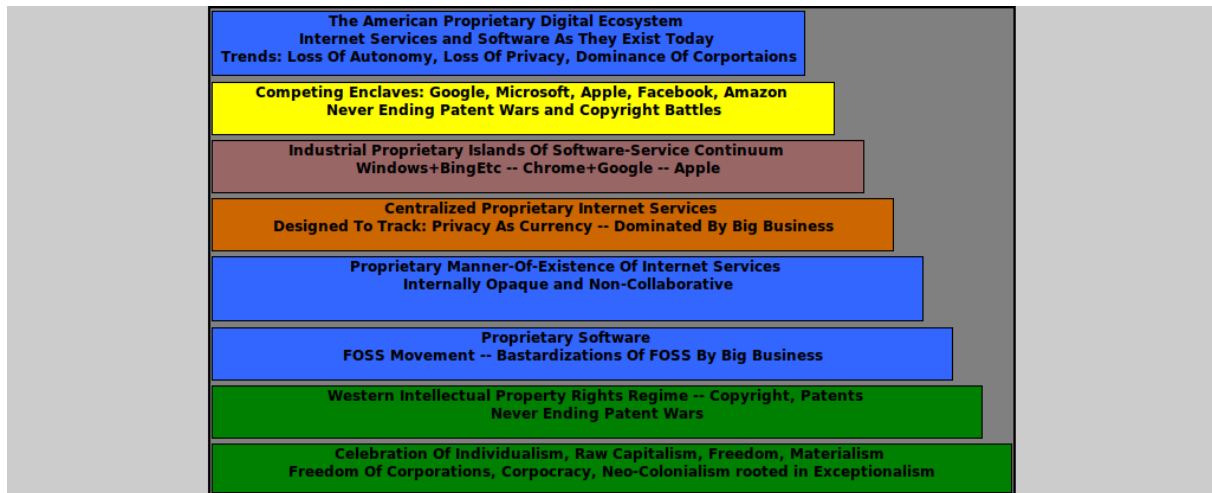 The American Proprietary Digital Ecosystem
Internet Services and Software As They Exist Today
Trends: Loss Of Autonomy, Loss Of Privacy, Dominance Of Corportaions
Competing Enclaves: Google, Microsoft, Apple, Facebook, Amazon
Never Ending Patent Wars and Copyright Battles
Industrial Proprietary Islands Of Software-Service Continuum
Windows+BingEtc -- Chrome+Google -- Apple
Centralized Proprietary Internet Services
Designed To Track: Privacy As Currency -- Dominated By Big Business
Proprietary Manner-Of-Existence Of Internet Services
Internally Opaque and Non-Collaborative
Proprietary Software
FOSS Movement -- Bastardizations Of FOSS By Big Business
Western Intellectual Property Rights Regime -- Copyright, Patents
Never Ending Patent Wars
Celebration Of Individualism, Raw Capitalism, Freedom, Materialism
Freedom Of Corporations, Corpocracy, Neo-Colonialism rooted in Exceptionalism